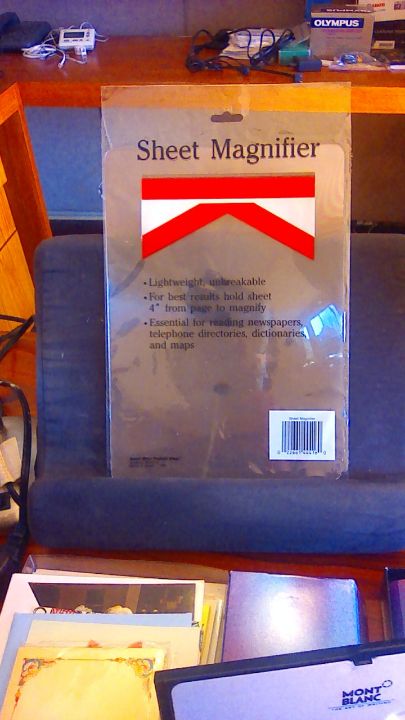 OLYMPUS
Sheet Magnifier
• Lightweight, unbreakable
• For best results hold sheet
4" from page to magnify
• Essential for reading newspapers,
telephone directories, dictionaries,
and maps
Sheet Magnifier
MONT
BLANC